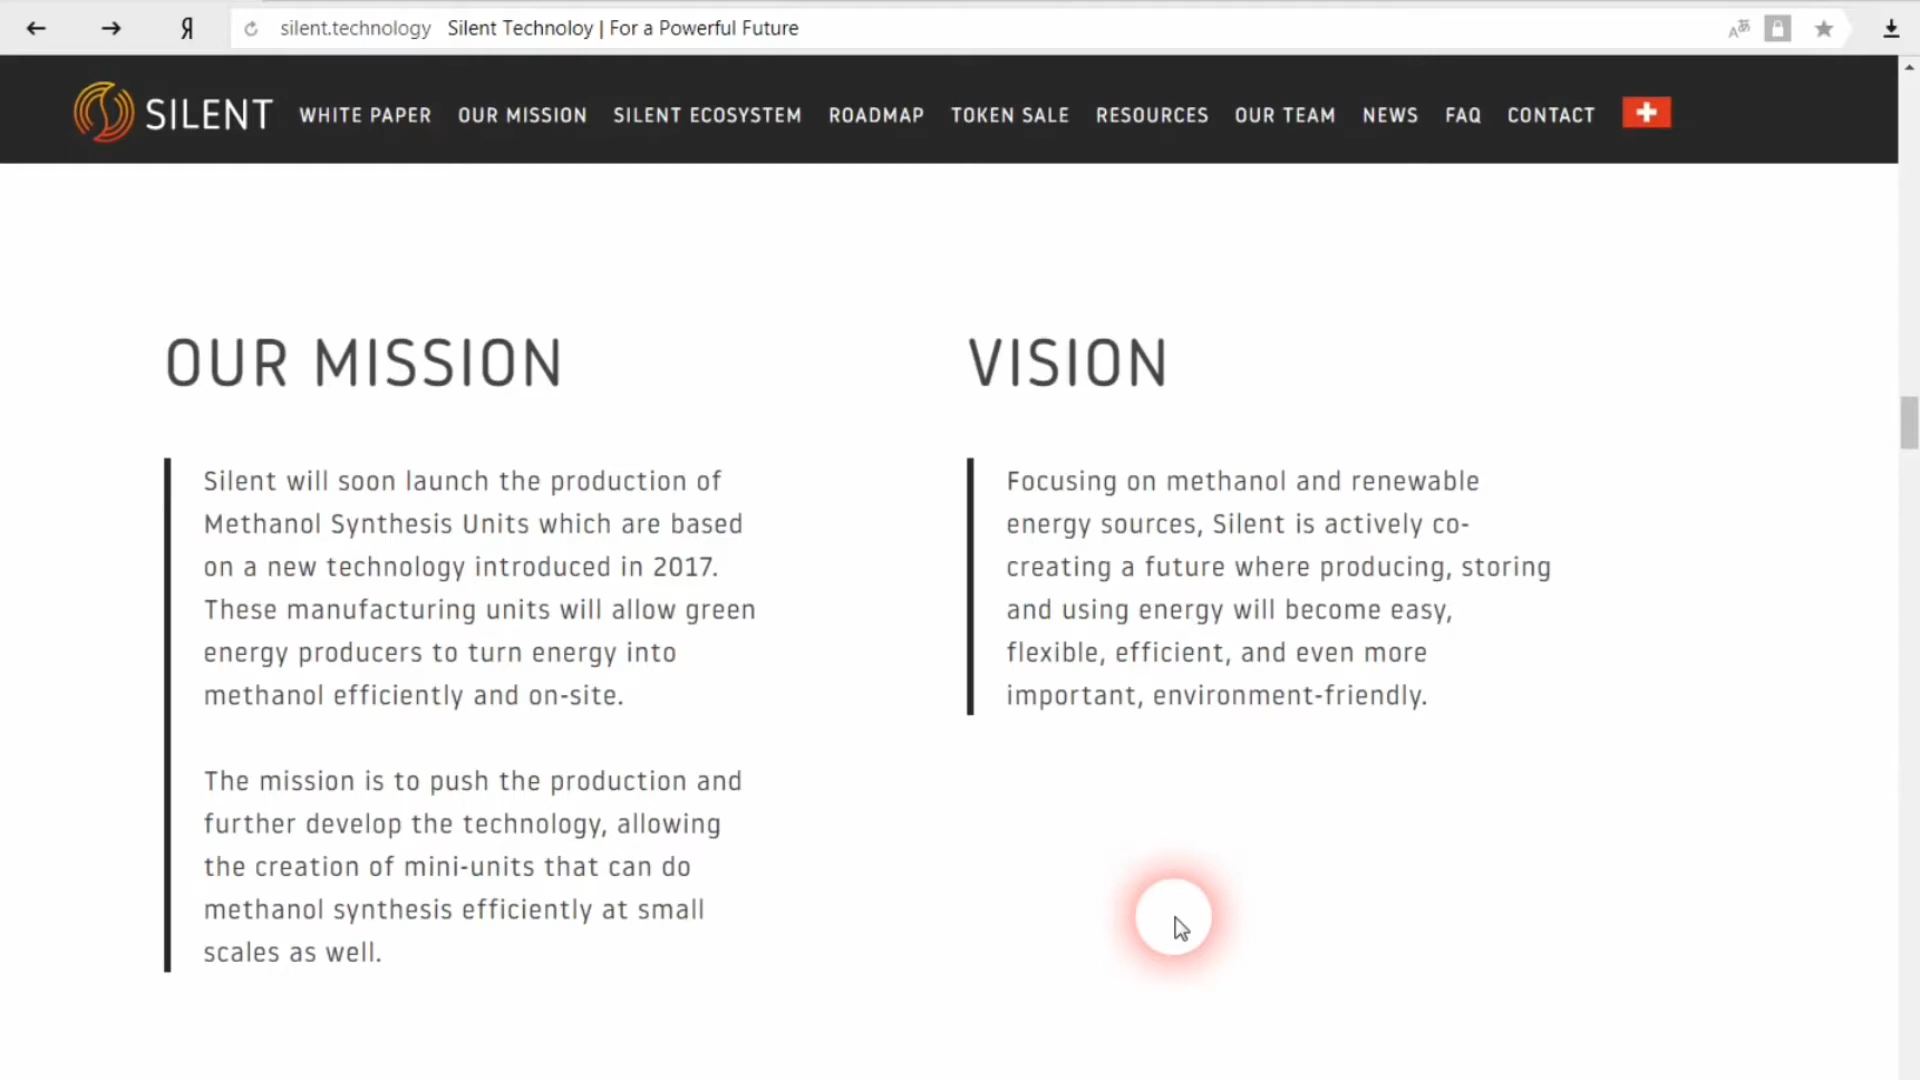 Я silent.technology Silent Technoloy | For a Powerful Future
SILENT WHITE PAPER OUR MISSION SILENT ECOSYSTEM ROADMAP TOKEN SALE RESOURCES OUR TEAM NEWS FAQ CONTACT
OUR MISSION
Silent will soon launch the production of
Methanol Synthesis Units which are based
on a new technology introduced in 2017.
These manufacturing units will allow green
energy producers to turn energy into
methanol efficiently and on-site.
The mission is to push the production and
further develop the technology, allowing
the creation of mini-units that can do
methanol synthesis efficiently at small
scales as well.
VISION
Focusing on methanol and renewable
energy sources, Silent is actively co-
creating a future where producing, storing
and using energy will become easy,
flexible, efficient, and even more
important, environment-friendly.